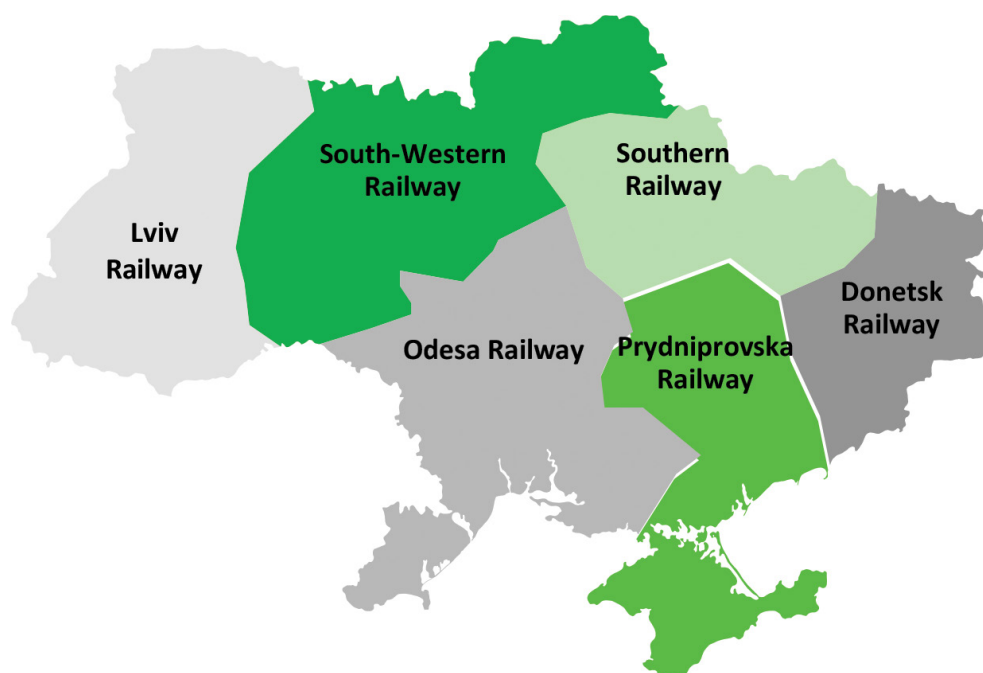 South-Western
Railway
Southern
Railway
Lviv
Railway
Donetsk
Railway
Odesa Railway
Prydniprovska
Railway